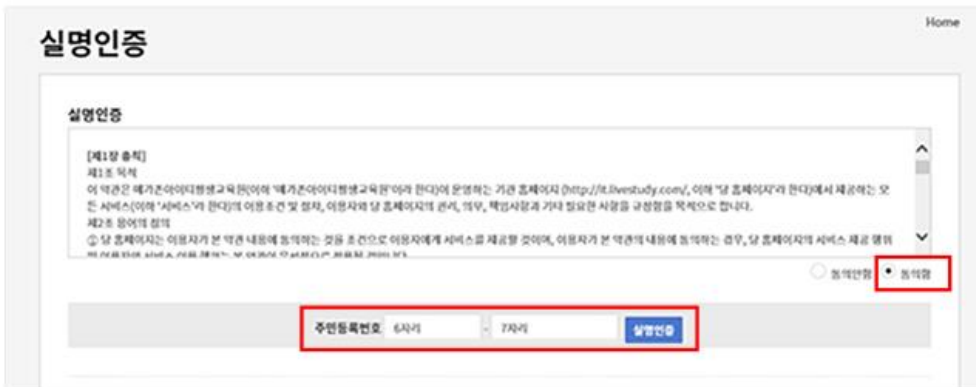 Home
실명인증
실명인증
[제1장 총칙]
제1조 목적
이 약관은 메가존아이티평생교육원(이하 '메가존아이티평생교육원'이라 한다)이 운영하는 기관 홈페이지 (http://it.livestudy.com/, 이하 "당 홈페이지'라 한다)에서 제공하는 모
든 서비스(이하 '서비스'라 한다)의 이용조건 및 절차, 이용자와 당 홈페이지의 권리, 의무, 책임사항과 기타 필요한 사항을 규정함을 목적으로 합니다.
제2조 용어의 정의
① 당 홈페이지는 이용자가 본 약관 내용에 동의하는 것을 조건으로 이용자에게 서비스를 제공할 것이며, 이용자가 본 약관의 내용에 동의하는 경우, 당 홈페이지의 서비스 제공 행위
동의안함 동의함
주민등록번호 6자리 - 7자리 실명인증